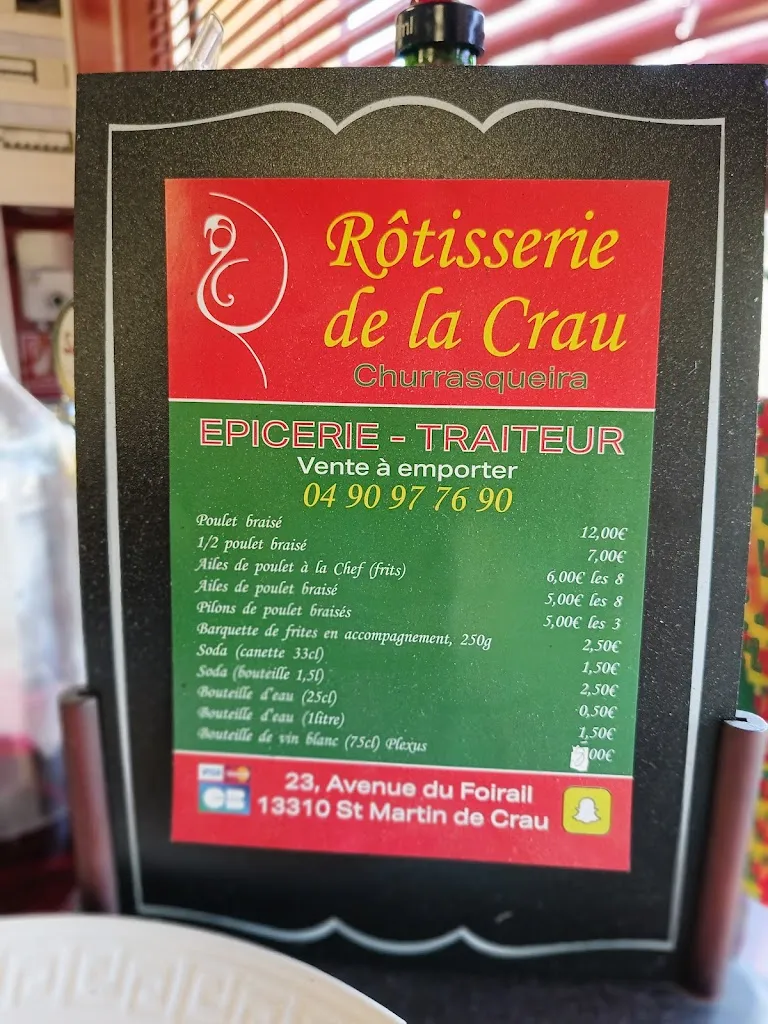 Rôtisserie
de la Crau
Churrasqueira
EPICERIE - TRAITEUR
Vente à emporter
04 90 97 76 90
Poulet braisé 12,00€
1/2 poulet braisé 7,00€
Ailes de poulet à la Chef (frits) 6,00€ les 8
Ailes de poulet braisé 5,00€ les 8
Pilons de poulet braisés 5,00€ les 3
Barquette de frites en accompagnement, 250g 2,50€
Soda (canette 33cl) 1,50€
Soda (bouteille 1,5l) 2,50€
Bouteille d'eau (25cl) 0,50€
Bouteille d'eau (1litre) 1,50€
Bouteille de vin blanc (75cl) Plexus ,00€
VISA
CB
23, Avenue du Foirail
13310 St Martin de Crau